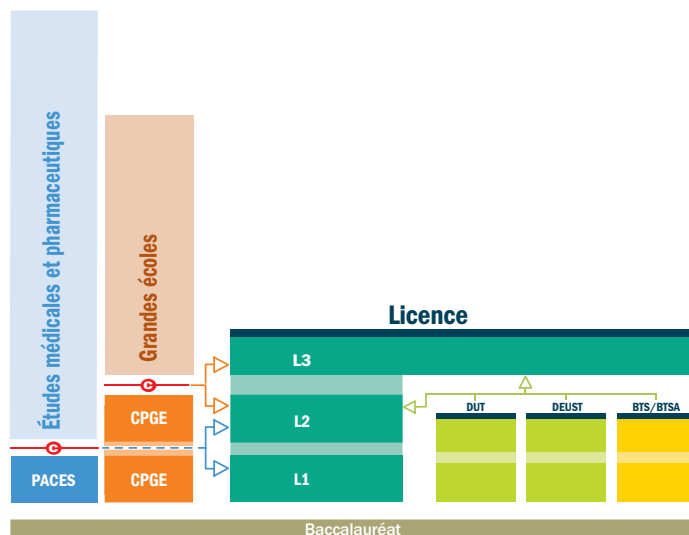 Études médicales et pharmaceutiques
Grandes écoles
Licence
L3
C
CPGE
L2
DUT
DEUST
BTS/BTSA
C
PACES
CPGE
L1
Baccalauréat